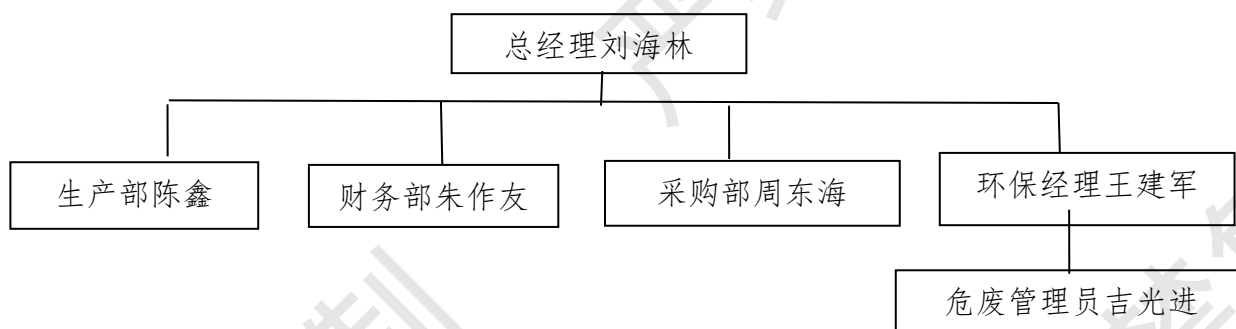 总经理刘海林
生产部陈鑫
财务部朱作友
采购部周东海
环保经理王建军
危废管理员吉光进